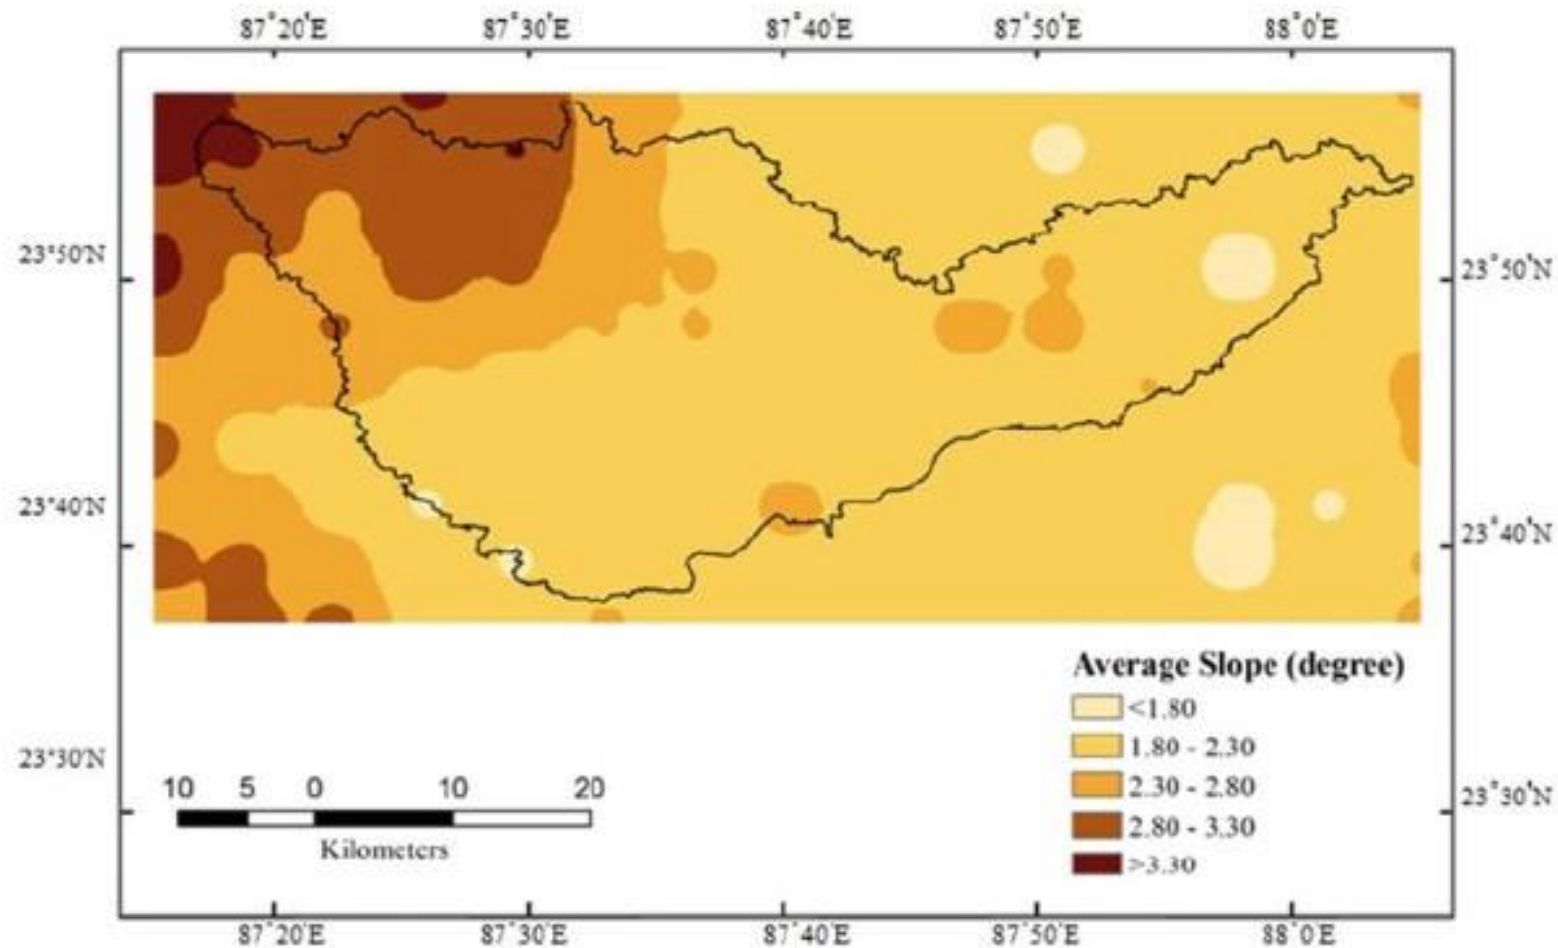 87°20'E 87°30'E 87°40'E 87°50'E 88°0'E
23°50'N 23°50'N
23°40'N 23°40'N
23°30'N 23°30'N
Average Slope (degree)
<1.80
1.80 - 2.30
2.30 - 2.80
2.80 - 3.30
>3.30
10 5 0 10 20
Kilometers
87°20'E 87°30'E 87°40'E 87°50'E 88°0'E